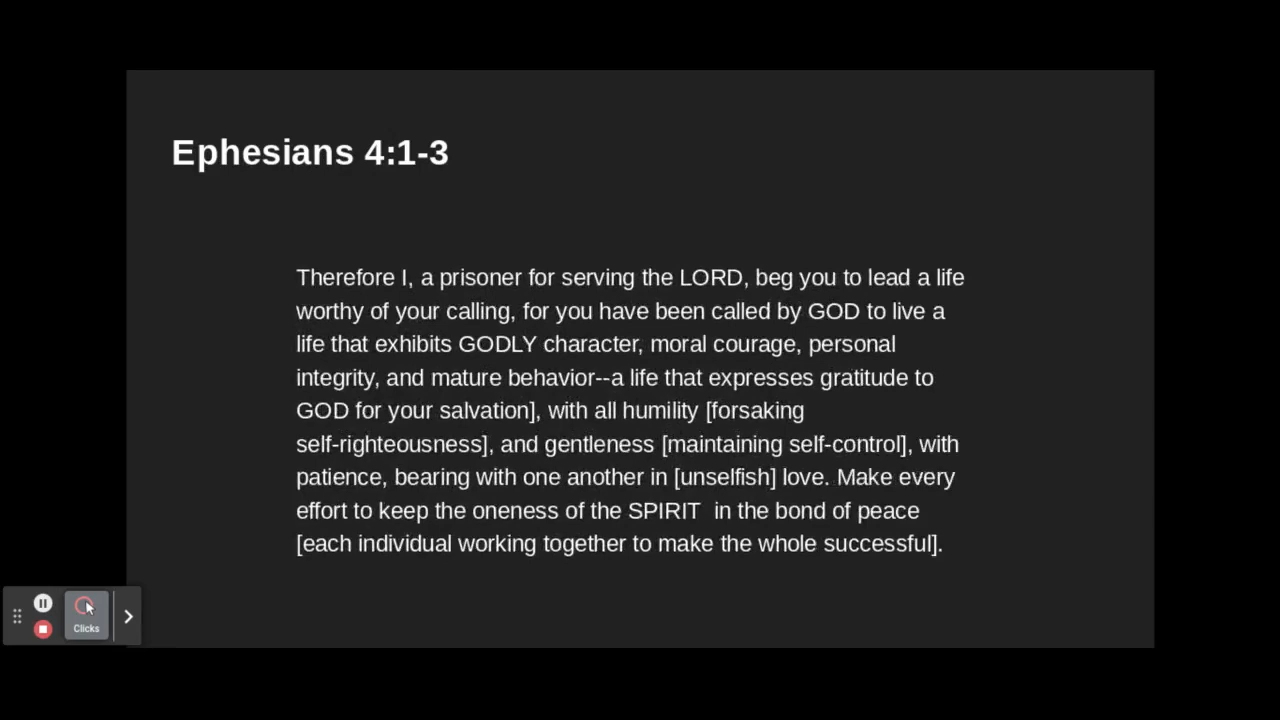 Ephesians 4:1-3
Therefore I, a prisoner for serving the LORD, beg you to lead a life
worthy of your calling, for you have been called by GOD to live a
life that exhibits GODLY character, moral courage, personal
integrity, and mature behavior--a life that expresses gratitude to
GOD for your salvation], with all humility [forsaking
self-righteousness], and gentleness [maintaining self-control], with
patience, bearing with one another in [unselfish] love. Make every
effort to keep the oneness of the SPIRIT  in the bond of peace
[each individual working together to make the whole successful].
Clicks